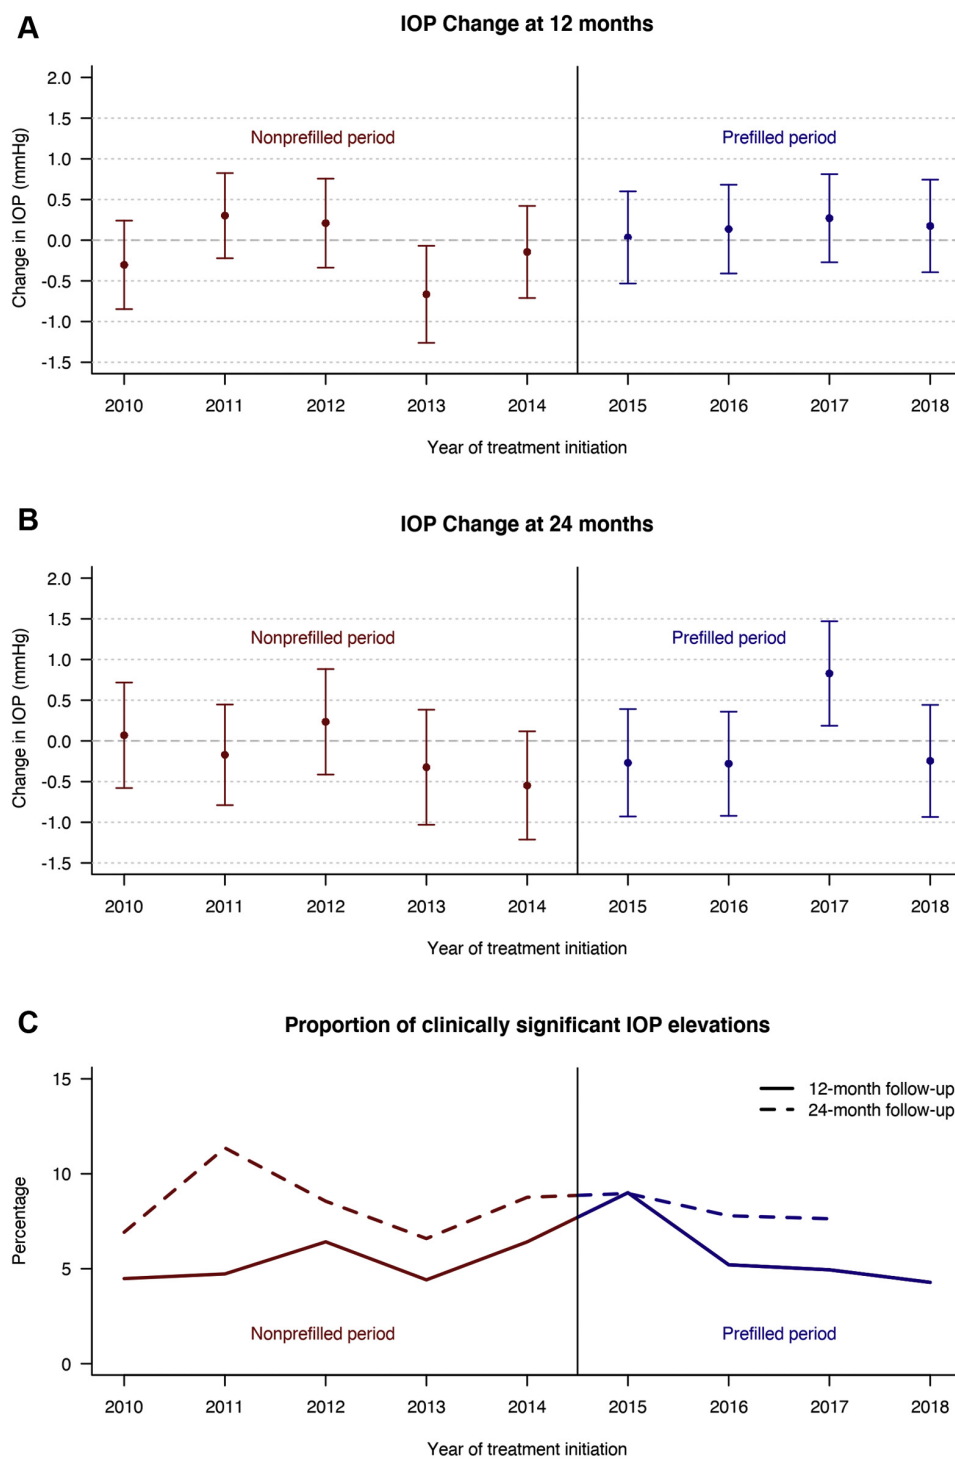 A
IOP Change at 12 months
Change in IOP (mmHg)
2.0
1.5
1.0
0.5
0.0
-0.5
-1.0
-1.5
Nonprefilled period
Prefilled period
2010 2011 2012 2013 2014 2015 2016 2017 2018
Year of treatment initiation
B
IOP Change at 24 months
Change in IOP (mmHg)
2.0
1.5
1.0
0.5
0.0
-0.5
-1.0
-1.5
Nonprefilled period
Prefilled period
2010 2011 2012 2013 2014 2015 2016 2017 2018
Year of treatment initiation
C
Proportion of clinically significant IOP elevations
Percentage
15
10
5
0
12-month follow-up
24-month follow-up
Nonprefilled period
Prefilled period
2010 2011 2012 2013 2014 2015 2016 2017 2018
Year of treatment initiation